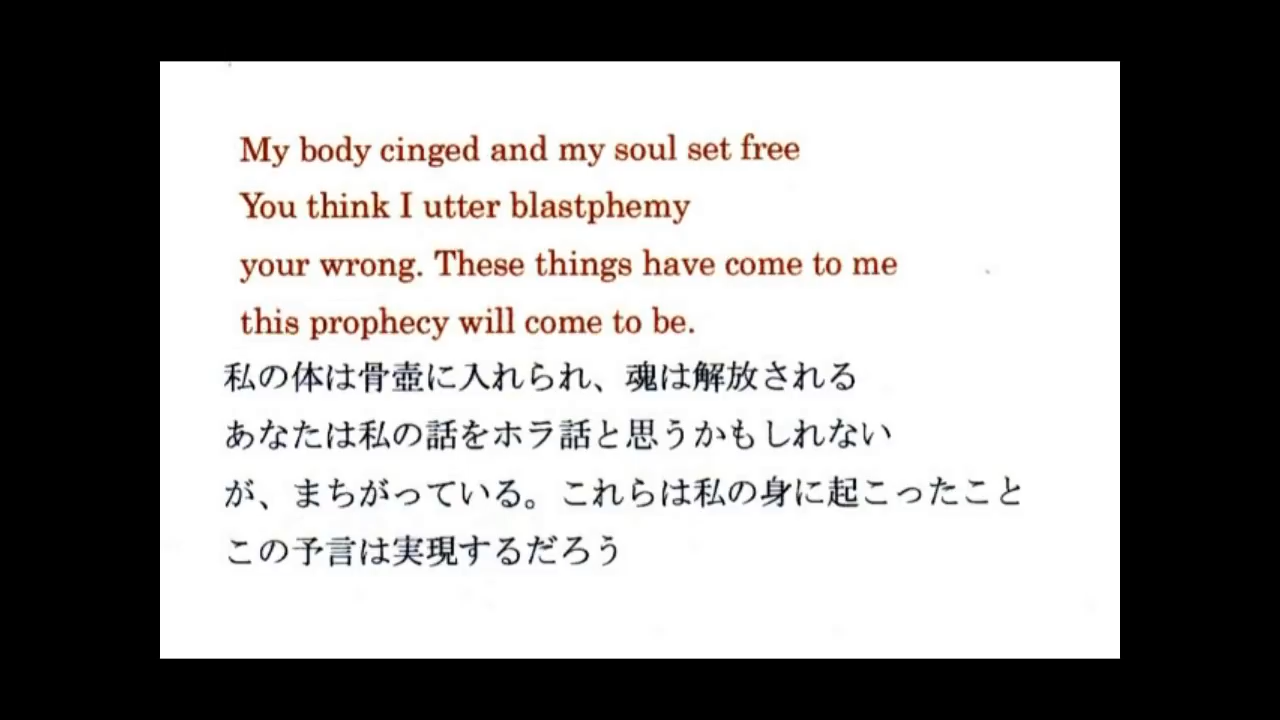 My body cinged and my soul set free
You think I utter blastphemy
your wrong. These things have come to me
this prophecy will come to be.
私の体は骨壺に入れられ、魂は解放される
あなたは私の話をホラ話と思うかもしれない
が、まちがっている。これらは私の身に起こったこと
この予言は実現するだろう